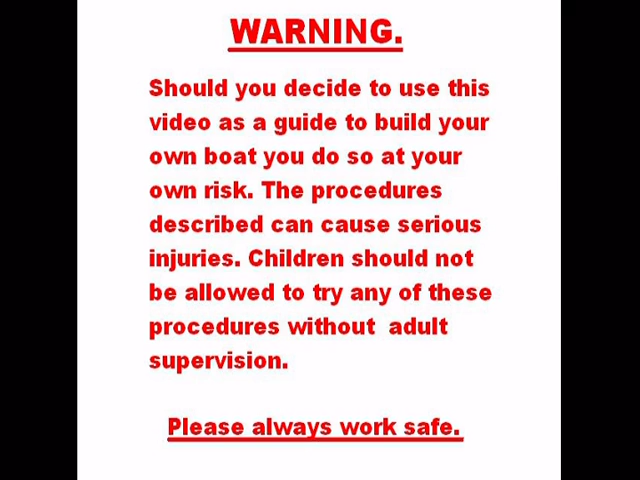 WARNING.
Should you decide to use this
video as a guide to build your
own boat you do so at your
own risk. The procedures
described can cause serious
injuries. Children should not
be allowed to try any of these
procedures without  adult
supervision.
Please always work safe.